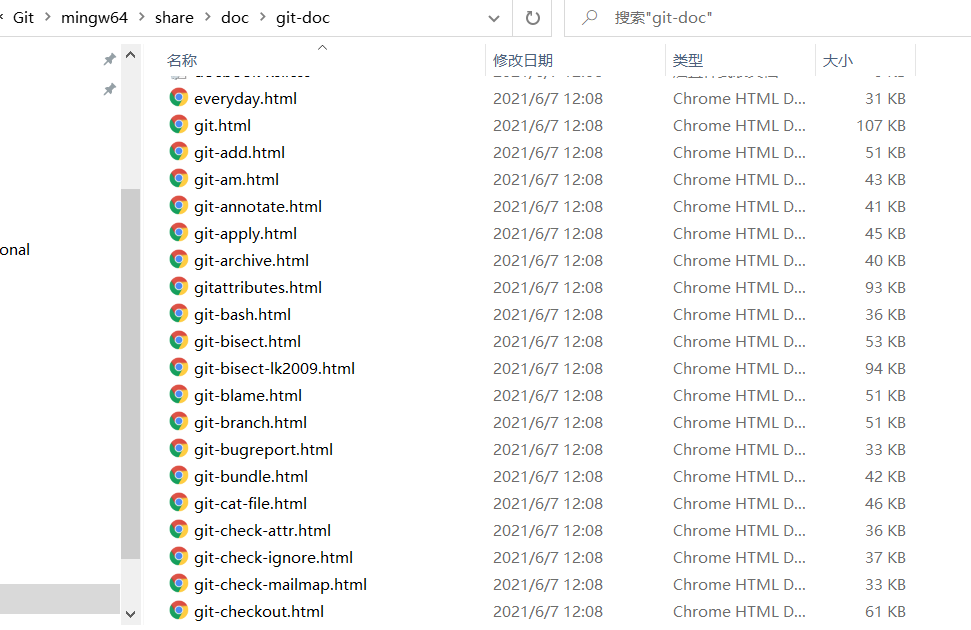 Git > mingw64 > share > doc > git-doc 搜索"git-doc"
名称 修改日期 类型 大小
everyday.html 2021/6/7 12:08 Chrome HTML D... 31 KB
git.html 2021/6/7 12:08 Chrome HTML D... 107 KB
git-add.html 2021/6/7 12:08 Chrome HTML D... 51 KB
git-am.html 2021/6/7 12:08 Chrome HTML D... 43 KB
git-annotate.html 2021/6/7 12:08 Chrome HTML D... 41 KB
git-apply.html 2021/6/7 12:08 Chrome HTML D... 45 KB
onal
git-archive.html 2021/6/7 12:08 Chrome HTML D... 40 KB
gitattributes.html 2021/6/7 12:08 Chrome HTML D... 93 KB
git-bash.html 2021/6/7 12:08 Chrome HTML D... 36 KB
git-bisect.html 2021/6/7 12:08 Chrome HTML D... 53 KB
git-bisect-lk2009.html 2021/6/7 12:08 Chrome HTML D... 94 KB
git-blame.html 2021/6/7 12:08 Chrome HTML D... 51 KB
git-branch.html 2021/6/7 12:08 Chrome HTML D... 51 KB
git-bugreport.html 2021/6/7 12:08 Chrome HTML D... 33 KB
git-bundle.html 2021/6/7 12:08 Chrome HTML D... 42 KB
git-cat-file.html 2021/6/7 12:08 Chrome HTML D... 46 KB
git-check-attr.html 2021/6/7 12:08 Chrome HTML D... 36 KB
git-check-ignore.html 2021/6/7 12:08 Chrome HTML D... 37 KB
git-check-mailmap.html 2021/6/7 12:08 Chrome HTML D... 33 KB
git-checkout.html 2021/6/7 12:08 Chrome HTML D... 61 KB